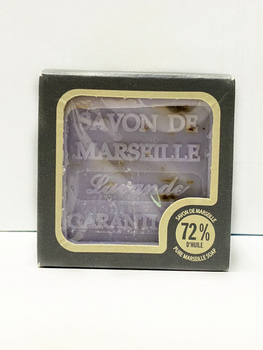 SAVON DE
MARSEILLE
Lavande
GARANTI
SAVON DE MARSEILLE
72%
D'HUILE
PURE MARSEILLE SOAP